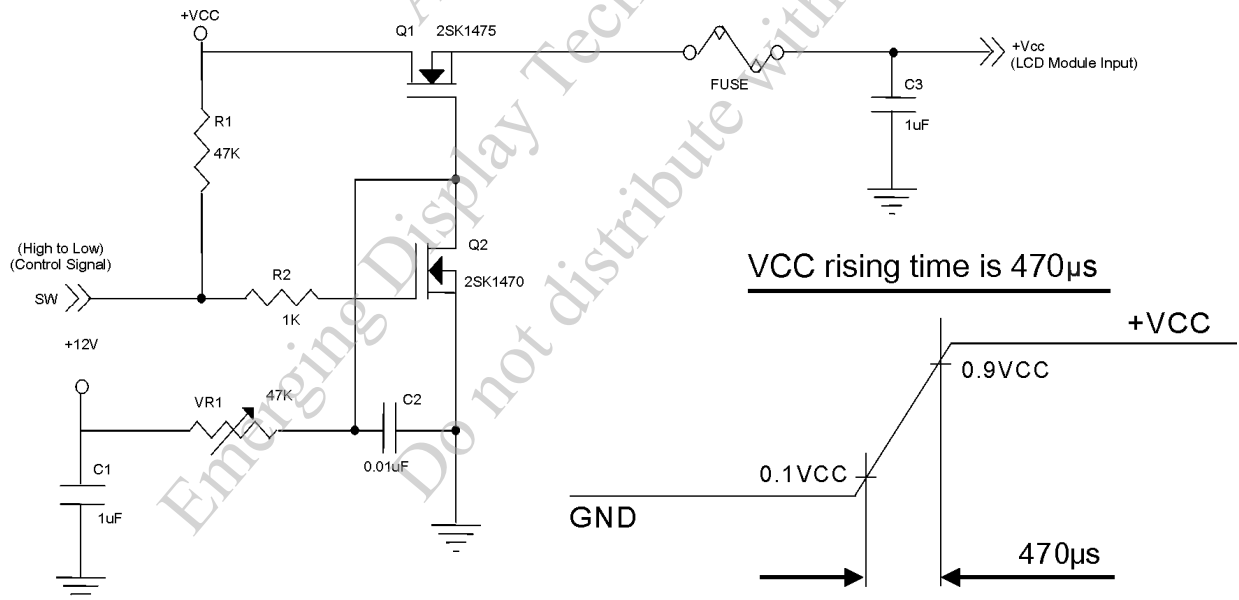 +VCC
Q1
2SK1475
FUSE
+Vcc
(LCD Module Input)
C3
1uF
R1
47K
(High to Low)
(Control Signal)
SW
R2
1K
Q2
2SK1470
+12V
VR1
47K
C2
0.01uF
C1
1uF
VCC rising time is 470µs
+VCC
0.9VCC
0.1VCC
GND
470µs
Emerging Display Tech
Do not distribute with